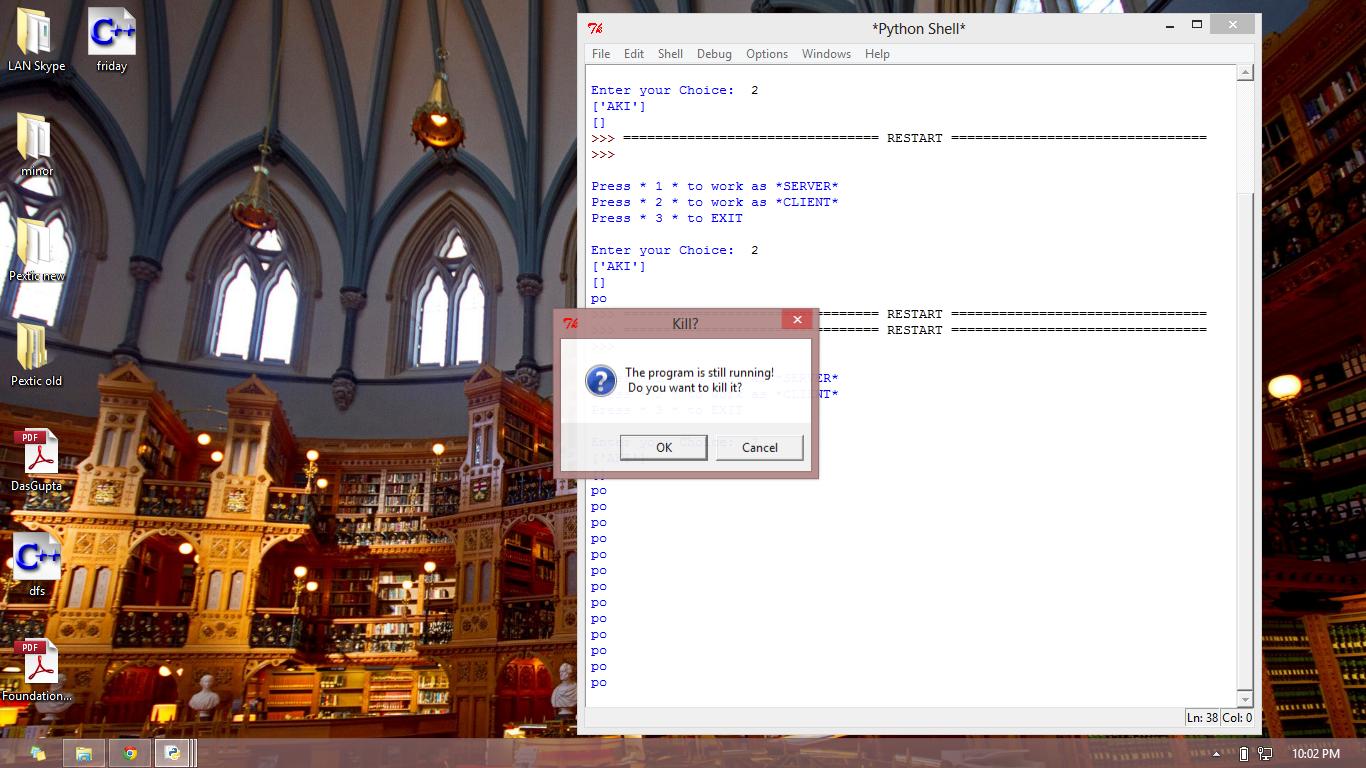 LAN Skype
C++
friday
minor
Pextic new
Pextic old
PDF
DasGupta
C++
dfs
PDF
Foundation...
*Python Shell*
File Edit Shell Debug Options Windows Help
Enter your Choice:  2
['AKI']
[]
>>> ================================ RESTART ================================
>>>
Press * 1 * to work as *SERVER*
Press * 2 * to work as *CLIENT*
Press * 3 * to EXIT
Enter your Choice:  2
['AKI']
[]
po
================================ RESTART ================================
================================ RESTART ================================
>>>
as *SERVER*
as *CLIENT*
Press * 3 * to EXIT
Enter your Choice:
po
po
po
po
po
po
po
po
po
po
po
po
po
Kill?
The program is still running!
Do you want to kill it?
OK Cancel
Ln: 38 Col: 0
10:02 PM